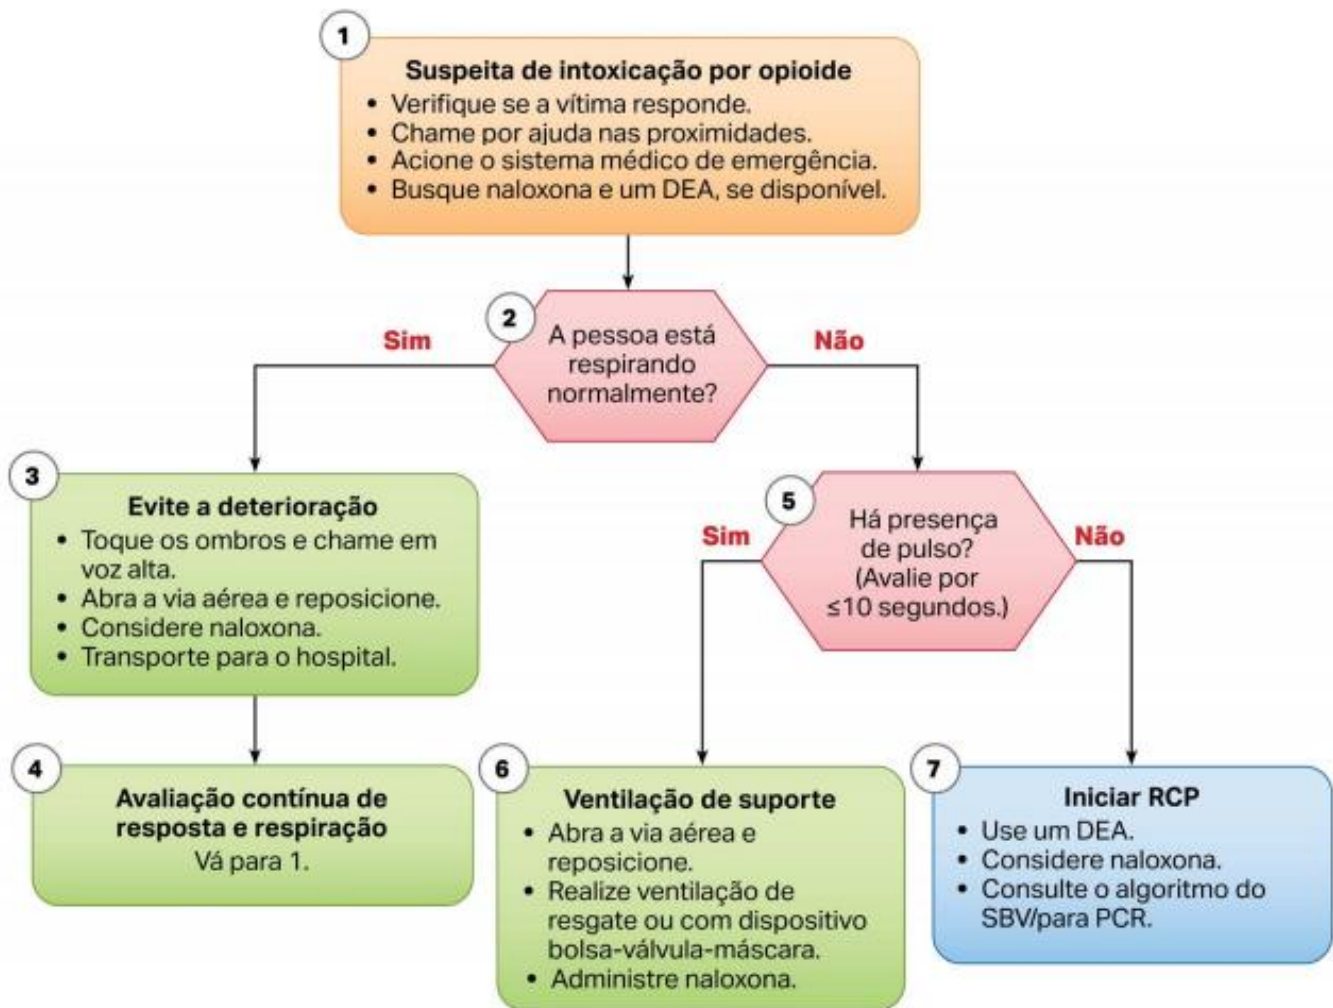 1
Suspeita de intoxicação por opioide
• Verifique se a vítima responde.
• Chame por ajuda nas proximidades.
• Acione o sistema médico de emergência.
• Busque naloxona e um DEA, se disponível.
2
A pessoa está
respirando
normalmente?
Sim
Não
3
Evite a deterioração
• Toque os ombros e chame em
voz alta.
• Abra a via aérea e reposicione.
• Considere naloxona.
• Transporte para o hospital.
4
Avaliação contínua de
resposta e respiração
Vá para 1.
5
Há presença
de pulso?
(Avalie por
≤10 segundos.)
Sim
Não
6
Ventilação de suporte
• Abra a via aérea e
reposicione.
• Realize ventilação de
resgate ou com dispositivo
bolsa-válvula-máscara.
• Administre naloxona.
7
Iniciar RCP
• Use um DEA.
• Considere naloxona.
• Consulte o algoritmo do
SBV/para PCR.